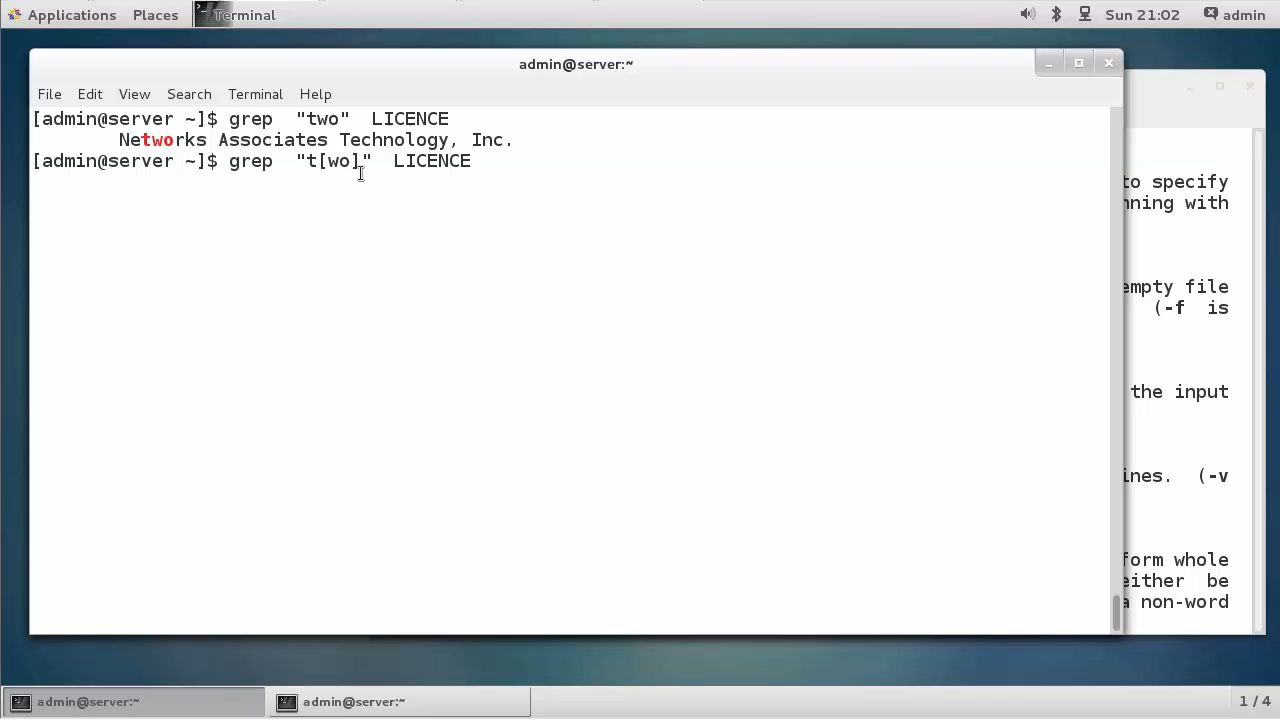 Applications Places Terminal Sun 21:02 admin
admin@server:~
File Edit View Search Terminal Help
[admin@server ~]$ grep  "two"  LICENCE
        Networks Associates Technology, Inc.
[admin@server ~]$ grep  "t[wo]"  LICENCE
to specify
nning with
empty file
(-f  is
the input
ines.  (-v
form whole
either  be
a non-word
admin@server:~ admin@server:~ 1 / 4